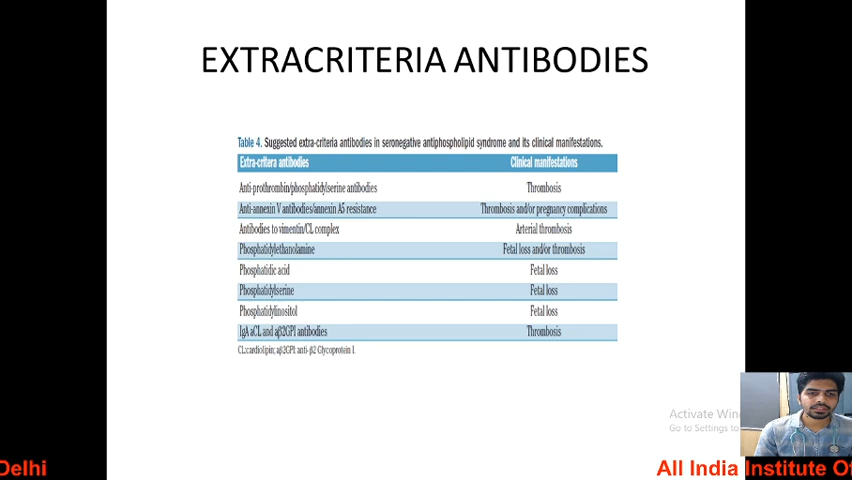 EXTRACRITERIA ANTIBODIES
Table 4. Suggested extra-criteria antibodies in seronegative antiphospholipid syndrome and its clinical manifestations.
Extra-critera antibodies Clinical manifestations
Anti-prothrombin/phosphatidylserine antibodies Thrombosis
Anti-annexin V antibodies/annexin A5 resistance Thrombosis and/or pregnancy complications
Antibodies to vimentin/CL complex Arterial thrombosis
Phosphatidylethanolamine Fetal loss and/or thrombosis
Phosphatidic acid Fetal loss
Phosphatidylserine Fetal loss
Phosphatidylinositol Fetal loss
IgA aCL and aβ2GPI antibodies Thrombosis
CL:cardiolipin; aβ2GPI: anti-β2 Glycoprotein I.
Activate Win
Go to Settings to
Delhi
All India Institute Of